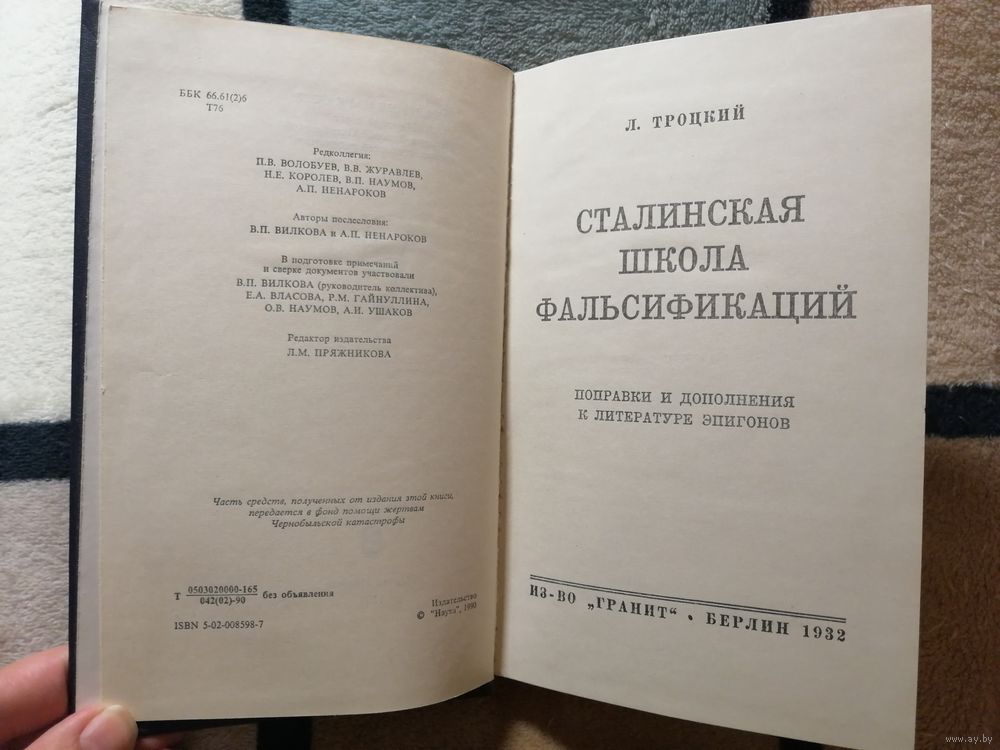 ББК 66.61(2)6
Т76
Редколлегия:
П.В. ВОЛОБУЕВ, В.В. ЖУРАВЛЕВ,
Н.Е. КОРОЛЕВ, В.П. НАУМОВ,
А.П. НЕНАРОКОВ
Авторы послесловия:
В.П. ВИЛКОВА и А.П. НЕНАРОКОВ
В подготовке примечаний
и сверке документов участвовали
В.П. ВИЛКОВА (руководитель коллектива),
Е.А. ВЛАСОВА, Р.М. ГАЙНУЛЛИНА,
О.В. НАУМОВ, А.И. УШАКОВ
Редактор издательства
Л.М. ПРЯЖНИКОВА
Часть средств, полученных от издания этой книги,
передается в фонд помощи жертвам
Чернобыльской катастрофы
Т 0503020000-165
042(02)-90 без объявления
ISBN 5-02-008598-7
© Издательство
"Наука", 1990
Л. ТРОЦКИЙ
СТАЛИНСКАЯ
ШКОЛА
ФАЛЬСИФИКАЦИЙ
ПОПРАВКИ И ДОПОЛНЕНИЯ
К ЛИТЕРАТУРЕ ЭПИГОНОВ
ИЗ-ВО „ГРАНИТ“ • БЕРЛИН 1932
www.ay.by